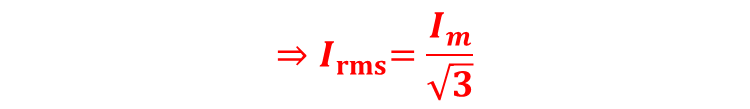 ⇒ I_rms = I_m / √3